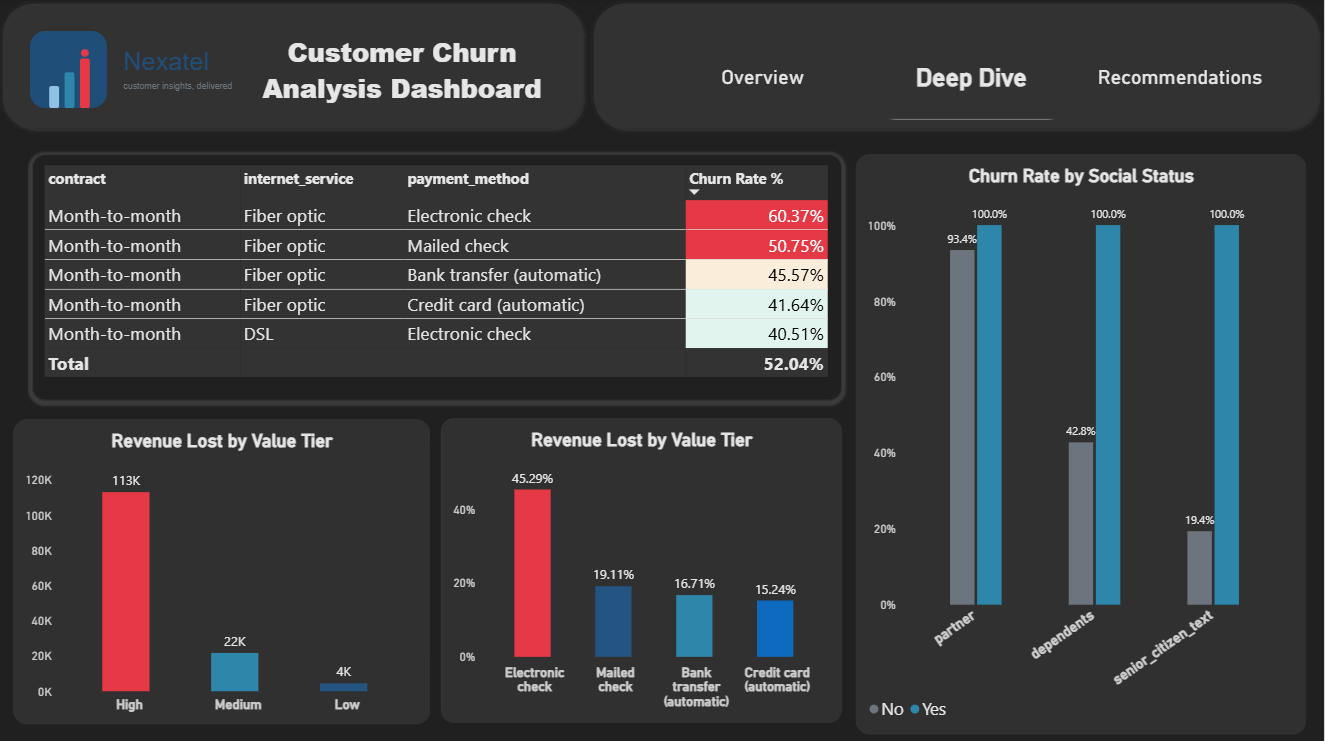 Nexatel
customer insights, delivered
Customer Churn
Analysis Dashboard
Overview
Deep Dive
Recommendations
contract internet_service payment_method Churn Rate %
Month-to-month Fiber optic Electronic check 60.37%
Month-to-month Fiber optic Mailed check 50.75%
Month-to-month Fiber optic Bank transfer (automatic) 45.57%
Month-to-month Fiber optic Credit card (automatic) 41.64%
Month-to-month DSL Electronic check 40.51%
Total 52.04%
Revenue Lost by Value Tier
120K
100K
80K
60K
40K
20K
0K
113K
22K
4K
High Medium Low
Revenue Lost by Value Tier
40%
20%
0%
45.29%
19.11%
16.71%
15.24%
Electronic
check
Mailed
check
Bank
transfer
(automatic)
Credit card
(automatic)
Churn Rate by Social Status
100%
80%
60%
40%
20%
0%
93.4%
100.0%
42.8%
100.0%
19.4%
100.0%
partner
dependents
senior_citizen_text
No Yes